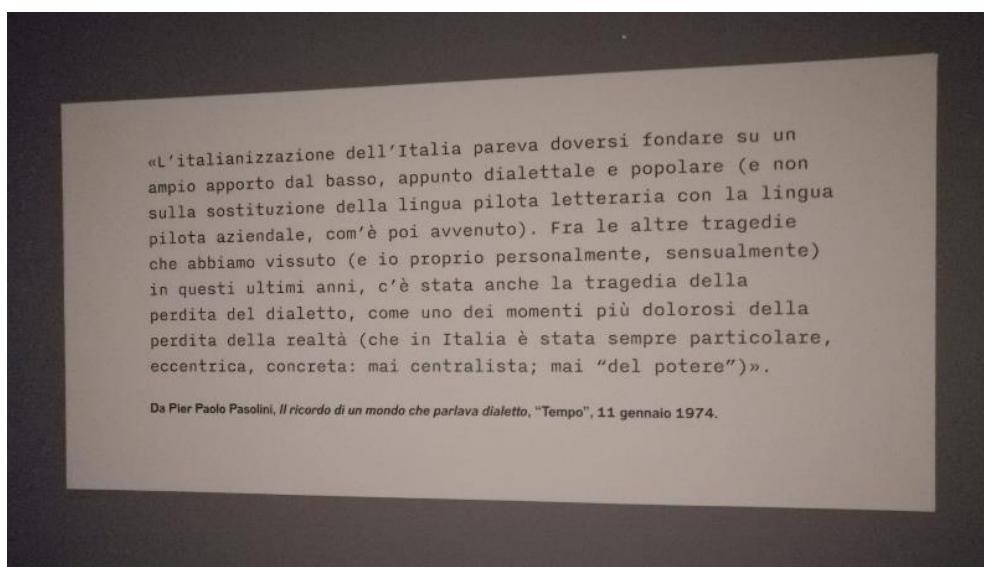 «L'italianizzazione dell'Italia pareva doversi fondare su un
ampio apporto dal basso, appunto dialettale e popolare (e non
sulla sostituzione della lingua pilota letteraria con la lingua
pilota aziendale, com'è poi avvenuto). Fra le altre tragedie
che abbiamo vissuto (e io proprio personalmente, sensualmente)
in questi ultimi anni, c'è stata anche la tragedia della
perdita del dialetto, come uno dei momenti più dolorosi della
perdita della realtà (che in Italia è stata sempre particolare,
eccentrica, concreta: mai centralista; mai “del potere”)».
Da Pier Paolo Pasolini, Il ricordo di un mondo che parlava dialetto, “Tempo”, 11 gennaio 1974.